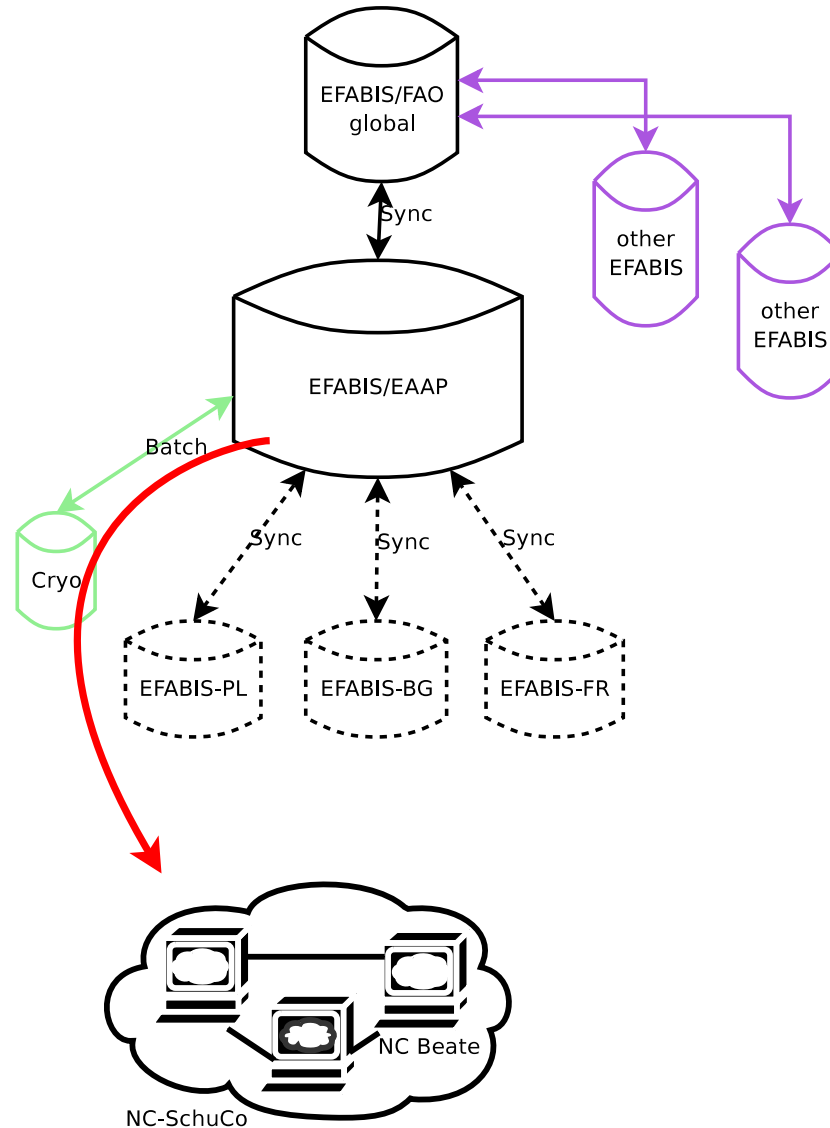 EFABIS/FAO
global
Sync
other
EFABIS
other
EFABIS
EFABIS/EAAP
Batch
Sync
Sync
Sync
Cryo
EFABIS-PL
EFABIS-BG
EFABIS-FR
NC Beate
NC-SchuCo